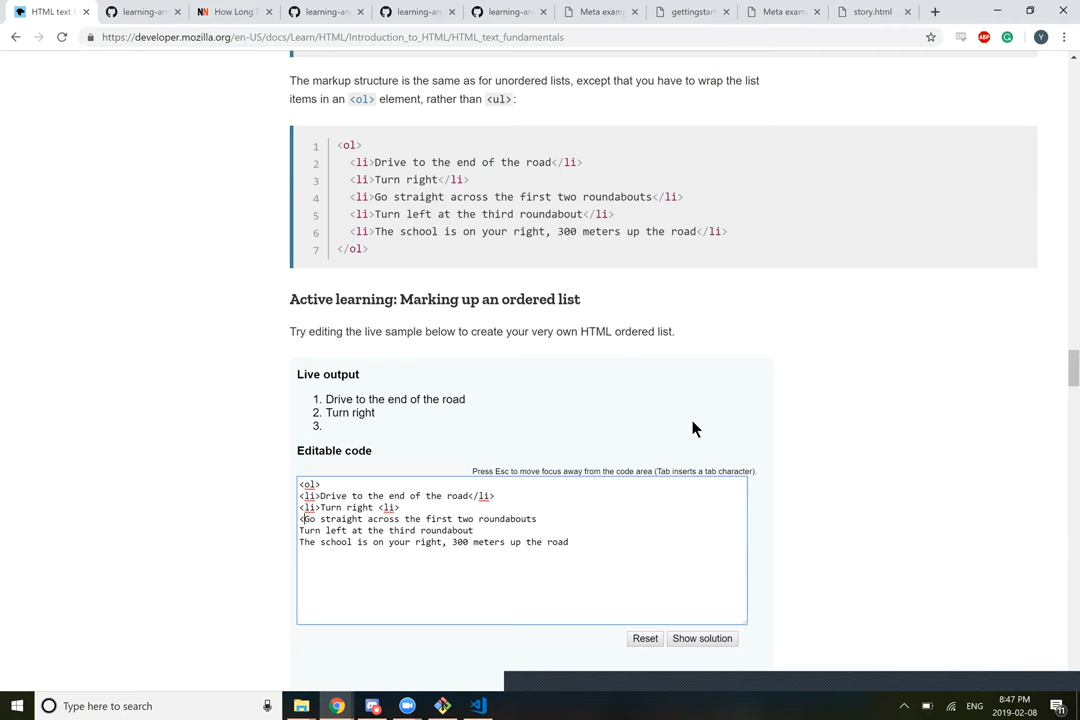 HTML text f
learning-an
NN How Long I
learning-an
learning-an
learning-an
Meta exam
gettingstart
Meta exam
story.html
https://developer.mozilla.org/en-US/docs/Learn/HTML/Introduction_to_HTML/HTML_text_fundamentals
ABP
Y
The markup structure is the same as for unordered lists, except that you have to wrap the list
items in an <ol> element, rather than <ul>:
1 <ol>
2 <li>Drive to the end of the road</li>
3 <li>Turn right</li>
4 <li>Go straight across the first two roundabouts</li>
5 <li>Turn left at the third roundabout</li>
6 <li>The school is on your right, 300 meters up the road</li>
7 </ol>
Active learning: Marking up an ordered list
Try editing the live sample below to create your very own HTML ordered list.
Live output
1. Drive to the end of the road
2. Turn right
3.
Editable code
Press Esc to move focus away from the code area (Tab inserts a tab character).
<ol>
<li>Drive to the end of the road</li>
<li>Turn right <li>
<Go straight across the first two roundabouts
Turn left at the third roundabout
The school is on your right, 300 meters up the road
Reset Show solution
Type here to search
ENG
8:47 PM
2019-02-08